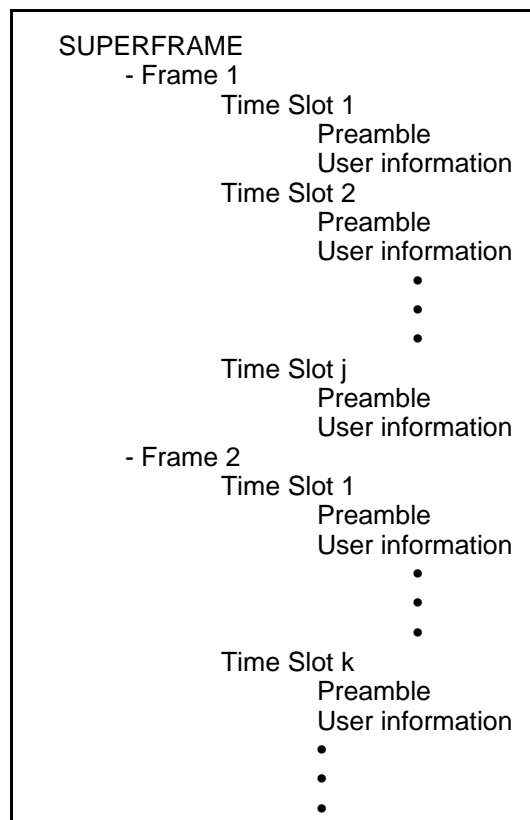 SUPERFRAME
- Frame 1
Time Slot 1
Preamble
User information
Time Slot 2
Preamble
User information
•
•
•
Time Slot j
Preamble
User information
- Frame 2
Time Slot 1
Preamble
User information
•
•
•
Time Slot k
Preamble
User information
•
•
•